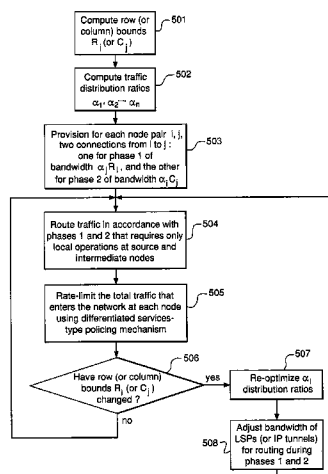 Compute row (or
column) bounds
R i (or C j)
501
Compute traffic
distribution ratios
α1, α2 ··· αn
502
Provision for each node pair i, j,
two connections from i to j :
one for phase 1 of
bandwidth αjRi, and the other
for phase 2 of bandwidth αiCj
503
Route traffic in accordance with
phases 1 and 2 that requires only
local operations at source and
intermediate nodes
504
Rate-limit the total traffic that
enters the network at each node
using differentiated services-
type policing mechanism
505
Have row (or column)
bounds R i (or C j)
changed ?
506
yes
no
Re-optimize αi
distribution ratios
507
Adjust bandwidth of
LSPs (or IP tunnels)
for routing during
phases 1 and 2
508